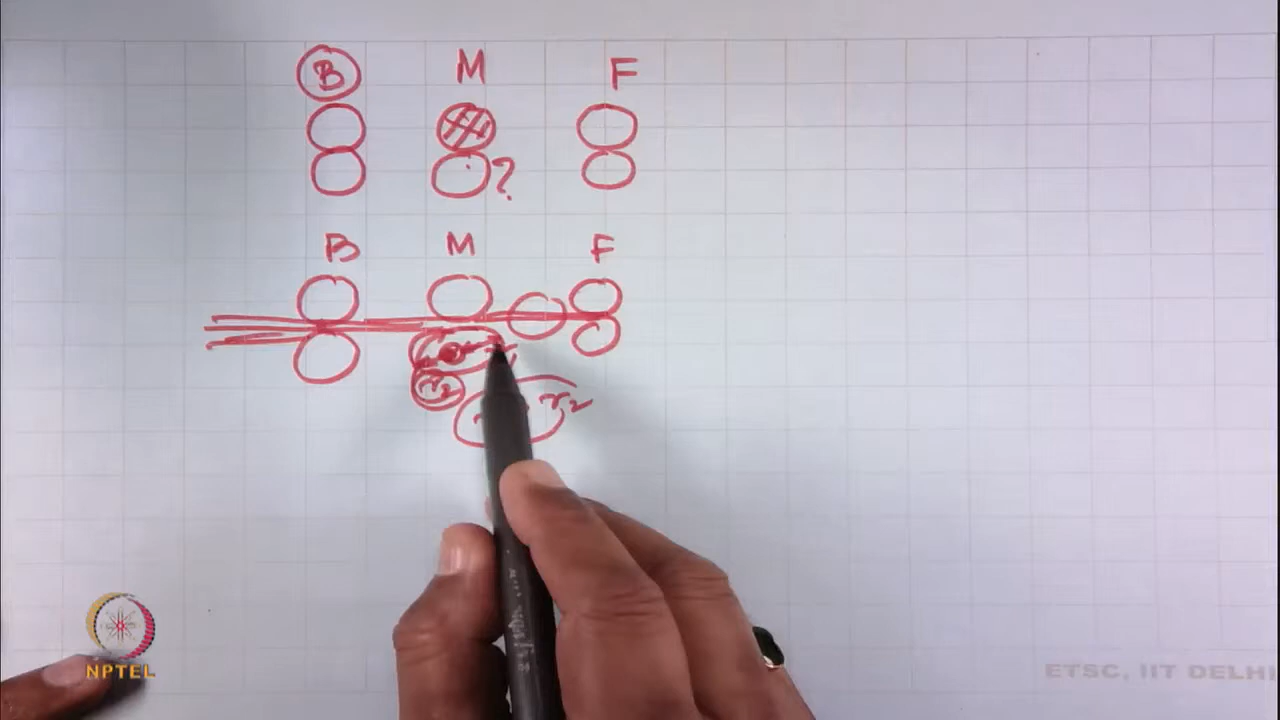 B M F
?
B M F
r2
r2
NPTEL
ETSC, IIT DELHI